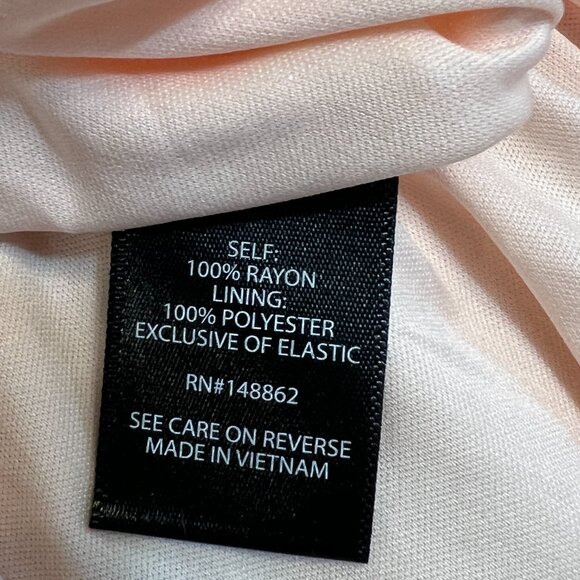 SELF:
100% RAYON
LINING:
100% POLYESTER
EXCLUSIVE OF ELASTIC
RN#148862
SEE CARE ON REVERSE
MADE IN VIETNAM